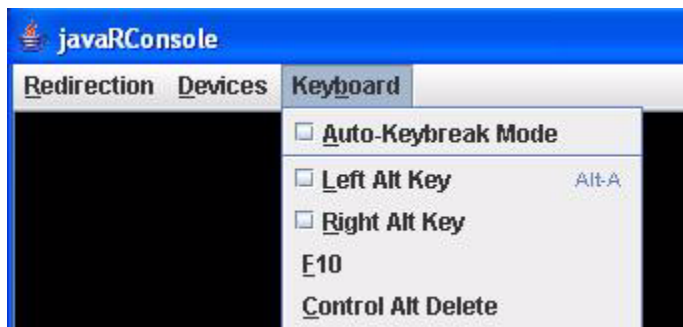 javaRConsole
Redirection Devices Keyboard
Auto-Keybreak Mode
Left Alt Key Alt-A
Right Alt Key
F10
Control Alt Delete